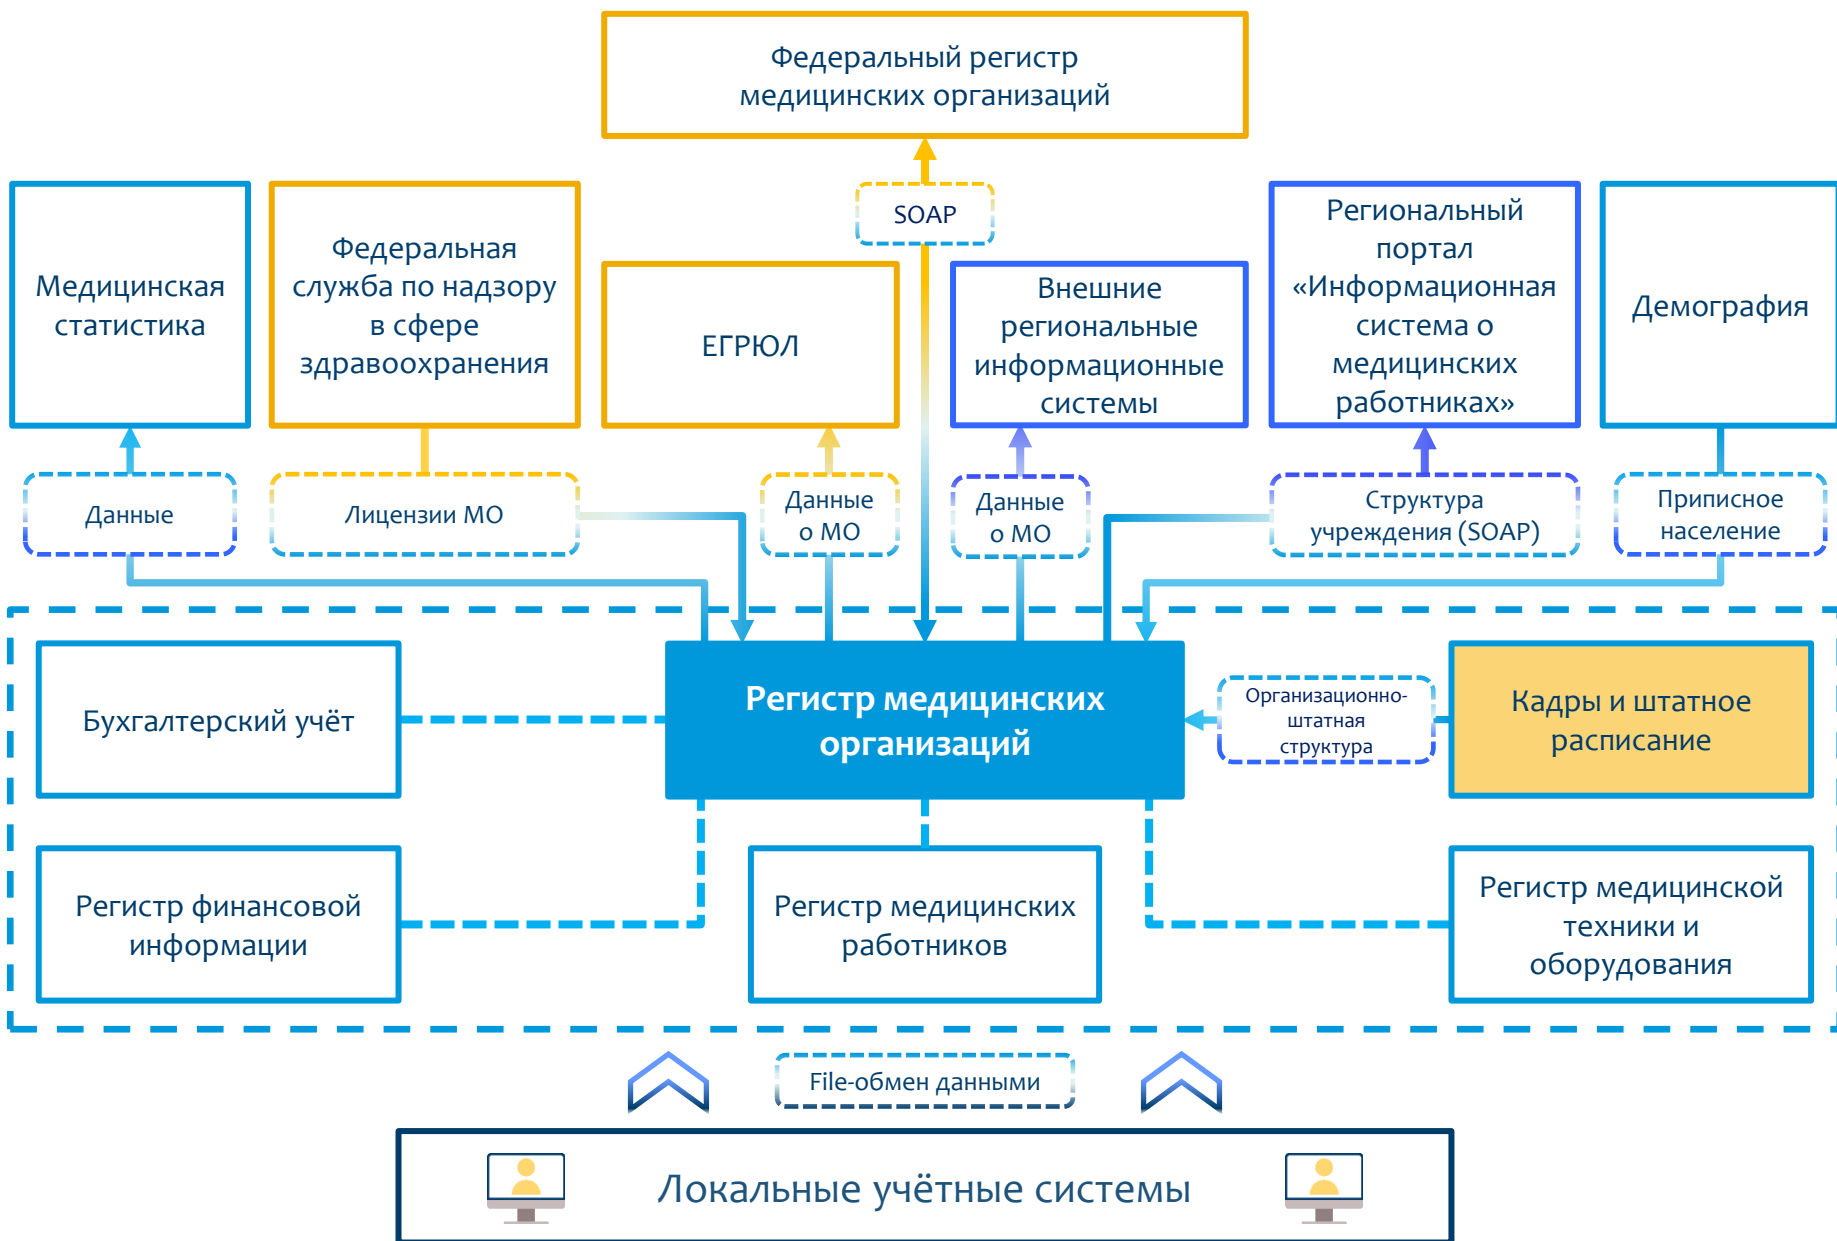 Федеральный регистр
медицинских организаций
SOAP
Медицинская
статистика
Федеральная
служба по надзору
в сфере
здравоохранения
ЕГРЮЛ
Внешние
региональные
информационные
системы
Региональный
портал
«Информационная
система о
медицинских
работниках»
Демография
Данные
Лицензии МО
Данные
о МО
Данные
о МО
Структура
учреждения (SOAP)
Приписное
население
Бухгалтерский учёт
Регистр медицинских
организаций
Организационно-
штатная
структура
Кадры и штатное
расписание
Регистр финансовой
информации
Регистр медицинских
работников
Регистр медицинской
техники и
оборудования
File-обмен данными
Локальные учётные системы